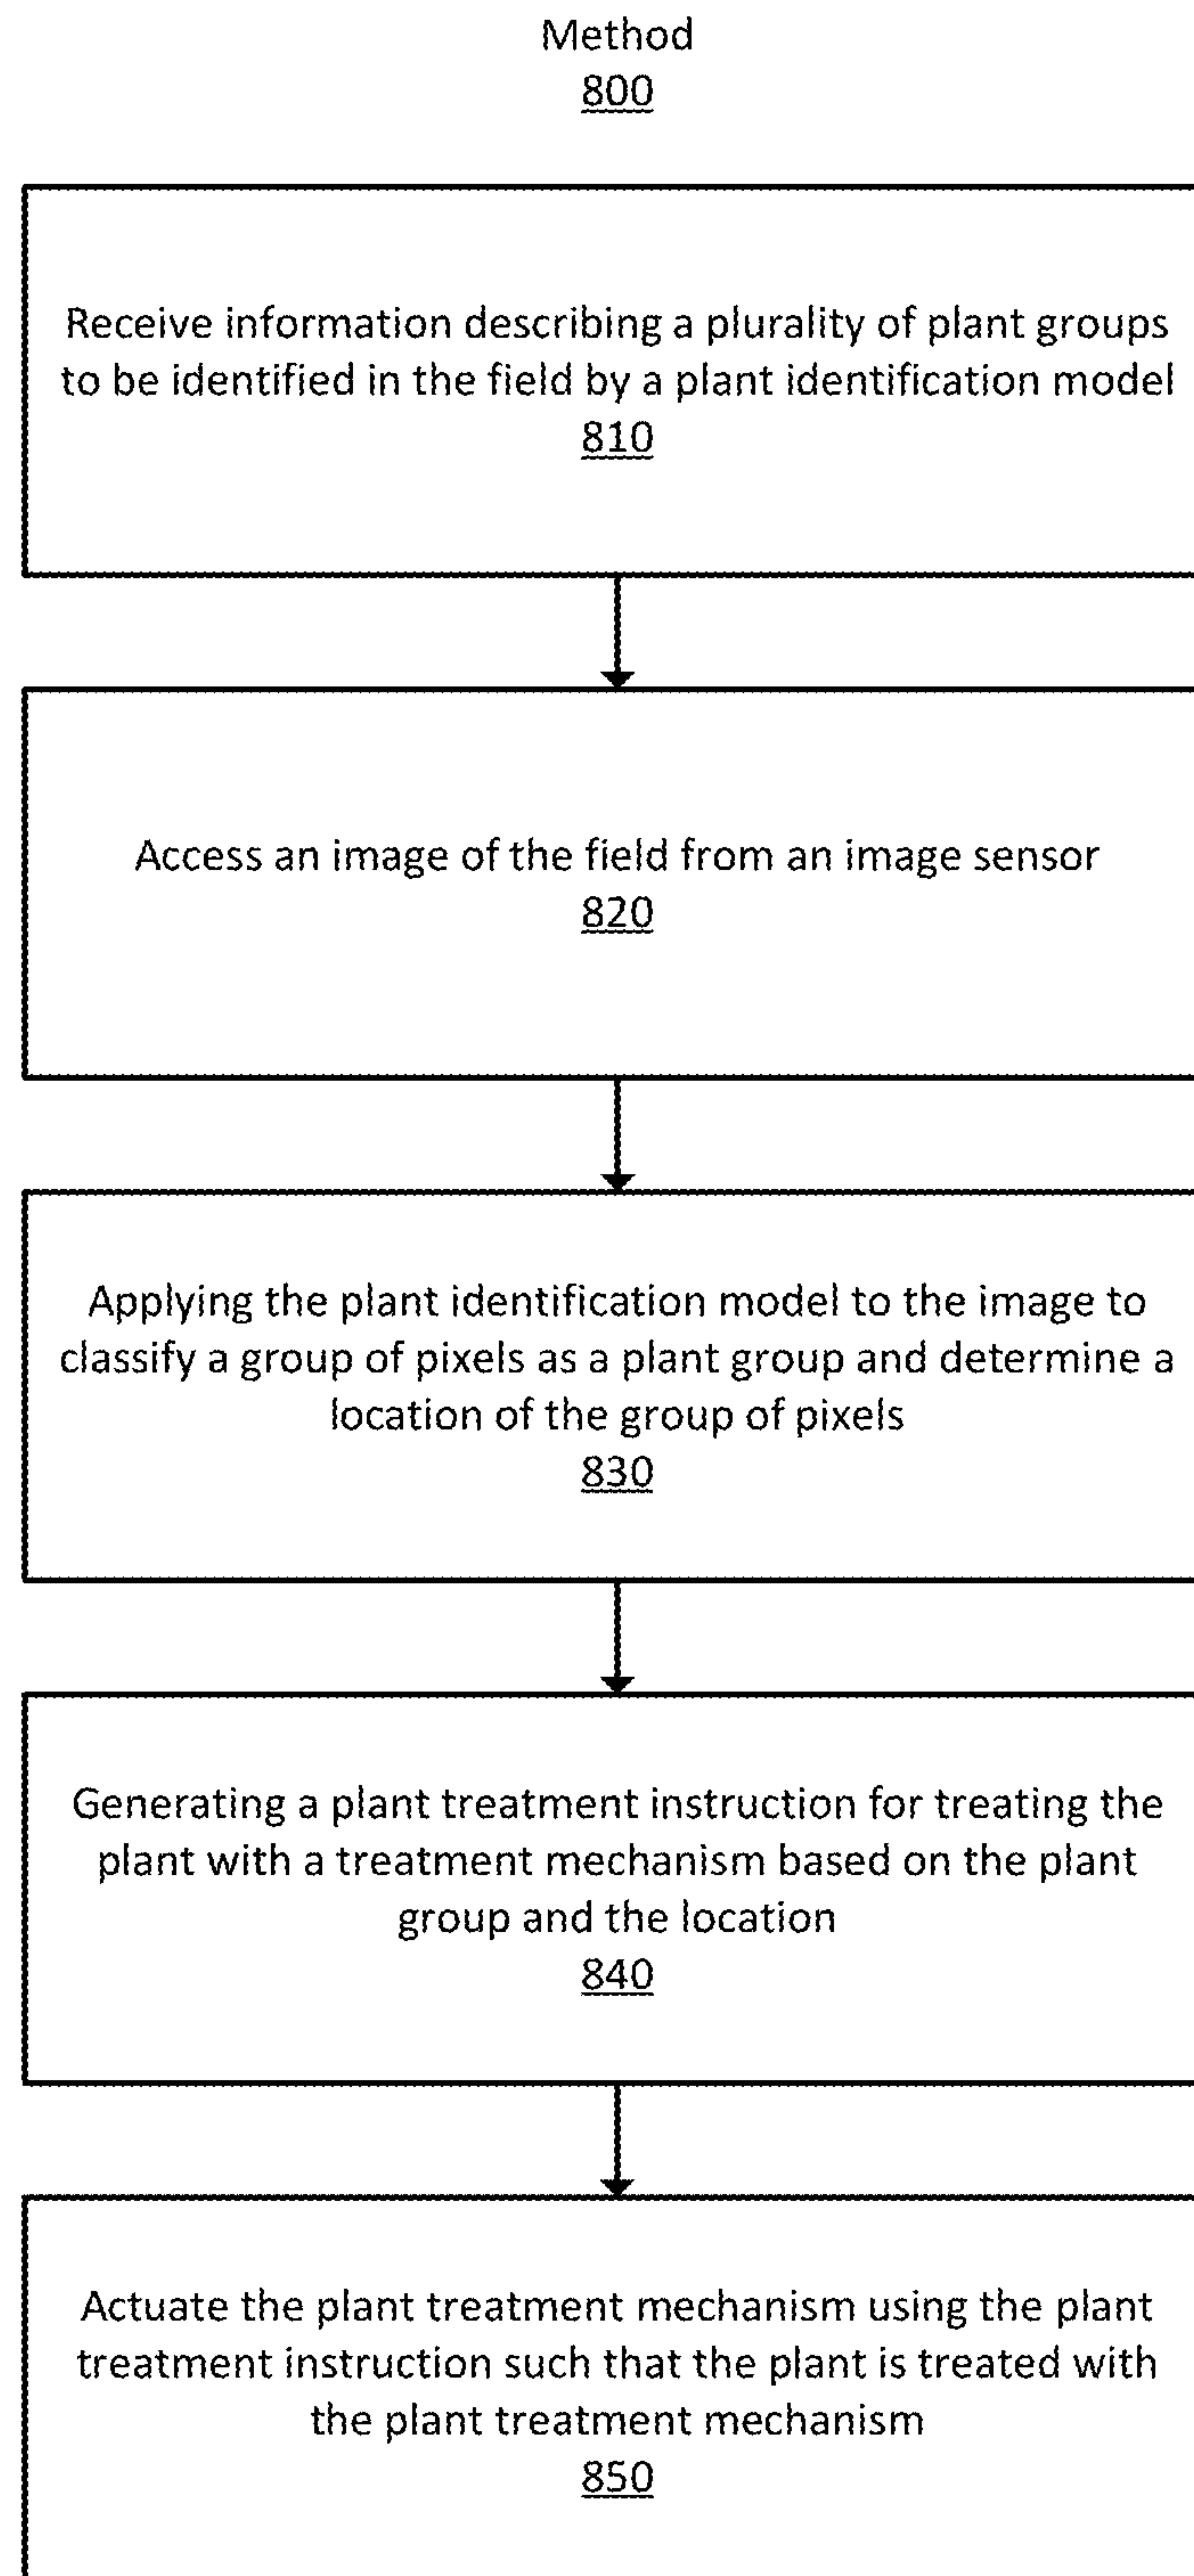 Method
800
Receive information describing a plurality of plant groups
to be identified in the field by a plant identification model
810
Access an image of the field from an image sensor
820
Applying the plant identification model to the image to
classify a group of pixels as a plant group and determine a
location of the group of pixels
830
Generating a plant treatment instruction for treating the
plant with a treatment mechanism based on the plant
group and the location
840
Actuate the plant treatment mechanism using the plant
treatment instruction such that the plant is treated with
the plant treatment mechanism
850